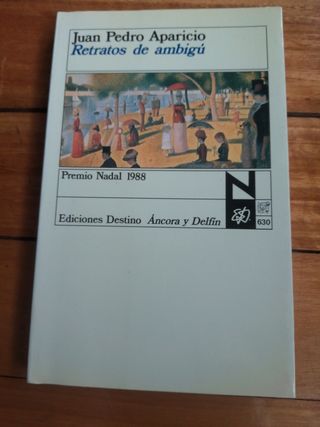 Juan Pedro Aparicio
Retratos de ambigú
Premio Nadal 1988
Ediciones Destino Áncora y Delfín
N
630